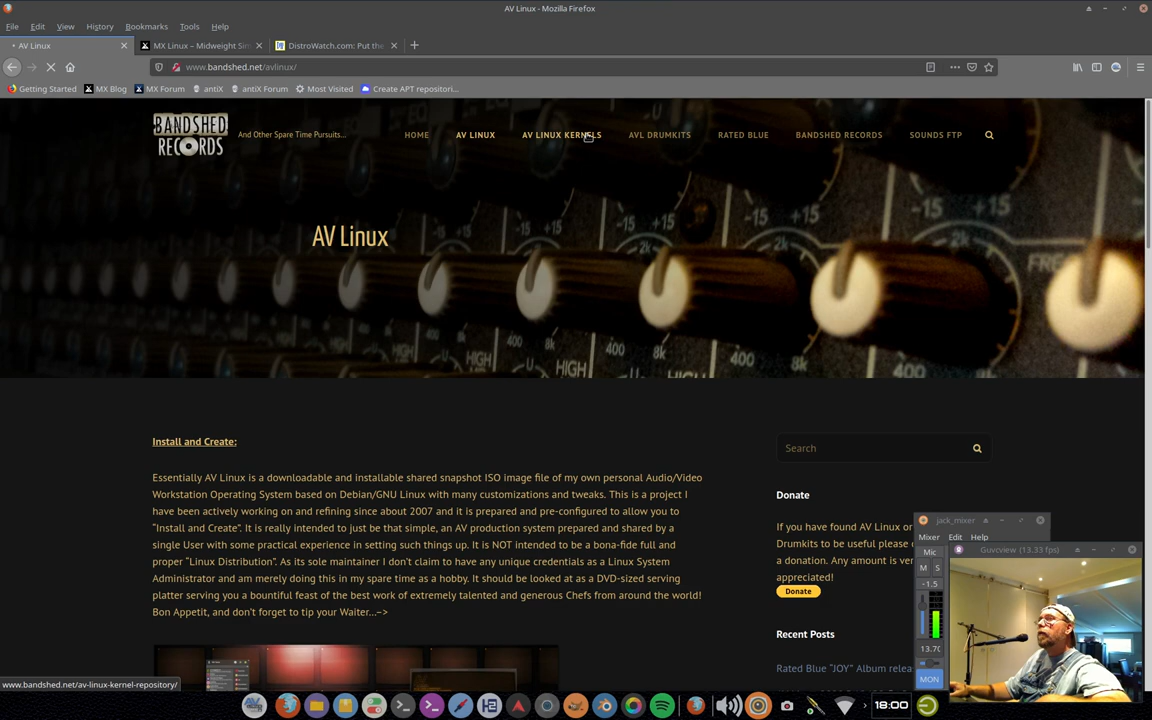 AV Linux - Mozilla Firefox
File Edit View History Bookmarks Tools Help
AV Linux
MX Linux – Midweight Sim
DistroWatch.com: Put the
www.bandshed.net/avlinux/
Getting Started MX Blog MX Forum antiX antiX Forum Most Visited Create APT repositori...
BANDSHED
RECORDS
And Other Spare Time Pursuits...
HOME AV LINUX AV LINUX KERNELS AVL DRUMKITS RATED BLUE BANDSHED RECORDS SOUNDS FTP
AV Linux
-15 +15
HIGH
400 8k
Install and Create:
Essentially AV Linux is a downloadable and installable shared snapshot ISO image file of my own personal Audio/Video
Workstation Operating System based on Debian/GNU Linux with many customizations and tweaks. This is a project I
have been actively working on and refining since about 2007 and it is prepared and pre-configured to allow you to
"Install and Create". It is really intended to just be that simple, an AV production system prepared and shared by a
single User with some practical experience in setting such things up. It is NOT intended to be a bona-fide full and
proper "Linux Distribution". As its sole maintainer I don't claim to have any unique credentials as a Linux System
Administrator and am merely doing this in my spare time as a hobby. It should be looked at as a DVD-sized serving
platter serving you a bountiful feast of the best work of extremely talented and generous Chefs from around the world!
Bon Appetit, and don't forget to tip your Waiter...–>
Search
Donate
If you have found AV Linux or
Drumkits to be useful please
a donation. Any amount is ver
appreciated!
Donate
Recent Posts
Rated Blue "JOY" Album relea
jack_mixer
Mixer Edit Help
Mic
M S
-1.5
13.70
MON
Guvcview (13.33 fps)
www.bandshed.net/av-linux-kernel-repository/
18:00